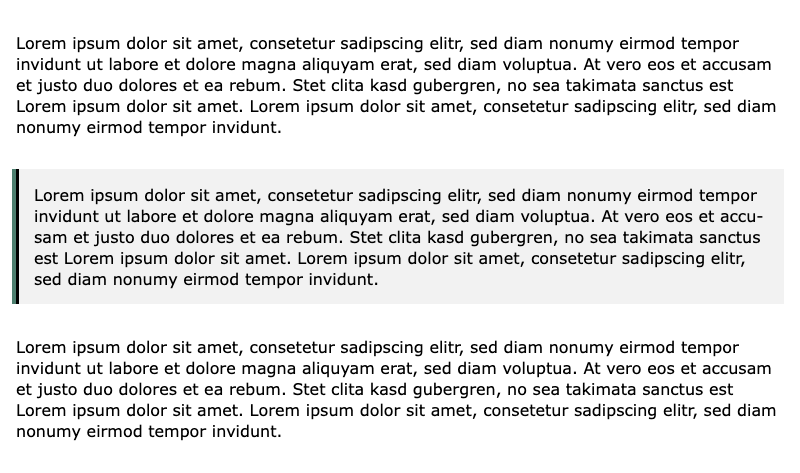 Lorem ipsum dolor sit amet, consetetur sadipscing elitr, sed diam nonumy eirmod tempor
invidunt ut labore et dolore magna aliquyam erat, sed diam voluptua. At vero eos et accusam
et justo duo dolores et ea rebum. Stet clita kasd gubergren, no sea takimata sanctus est
Lorem ipsum dolor sit amet. Lorem ipsum dolor sit amet, consetetur sadipscing elitr, sed diam
nonumy eirmod tempor invidunt.
Lorem ipsum dolor sit amet, consetetur sadipscing elitr, sed diam nonumy eirmod tempor
invidunt ut labore et dolore magna aliquyam erat, sed diam voluptua. At vero eos et accu-
sam et justo duo dolores et ea rebum. Stet clita kasd gubergren, no sea takimata sanctus
est Lorem ipsum dolor sit amet. Lorem ipsum dolor sit amet, consetetur sadipscing elitr,
sed diam nonumy eirmod tempor invidunt.
Lorem ipsum dolor sit amet, consetetur sadipscing elitr, sed diam nonumy eirmod tempor
invidunt ut labore et dolore magna aliquyam erat, sed diam voluptua. At vero eos et accusam
et justo duo dolores et ea rebum. Stet clita kasd gubergren, no sea takimata sanctus est
Lorem ipsum dolor sit amet. Lorem ipsum dolor sit amet, consetetur sadipscing elitr, sed diam
nonumy eirmod tempor invidunt.